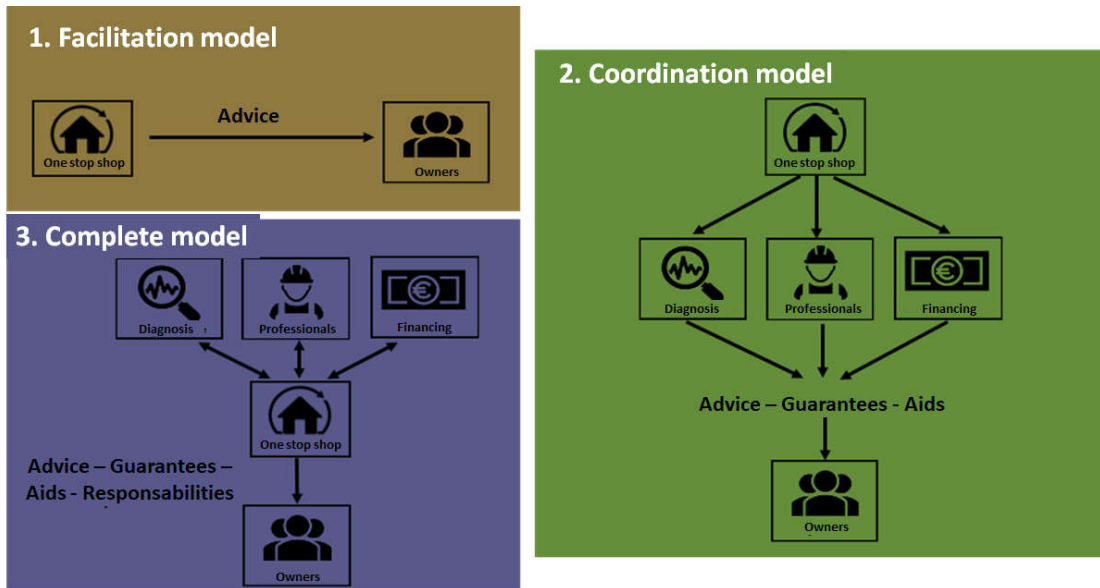 1. Facilitation model
One stop shop
Advice
Owners
2. Coordination model
One stop shop
Diagnosis
Professionals
Financing
Advice – Guarantees - Aids
Owners
3. Complete model
Diagnosis
Professionals
Financing
One stop shop
Advice – Guarantees –
Aids - Responsabilities
Owners